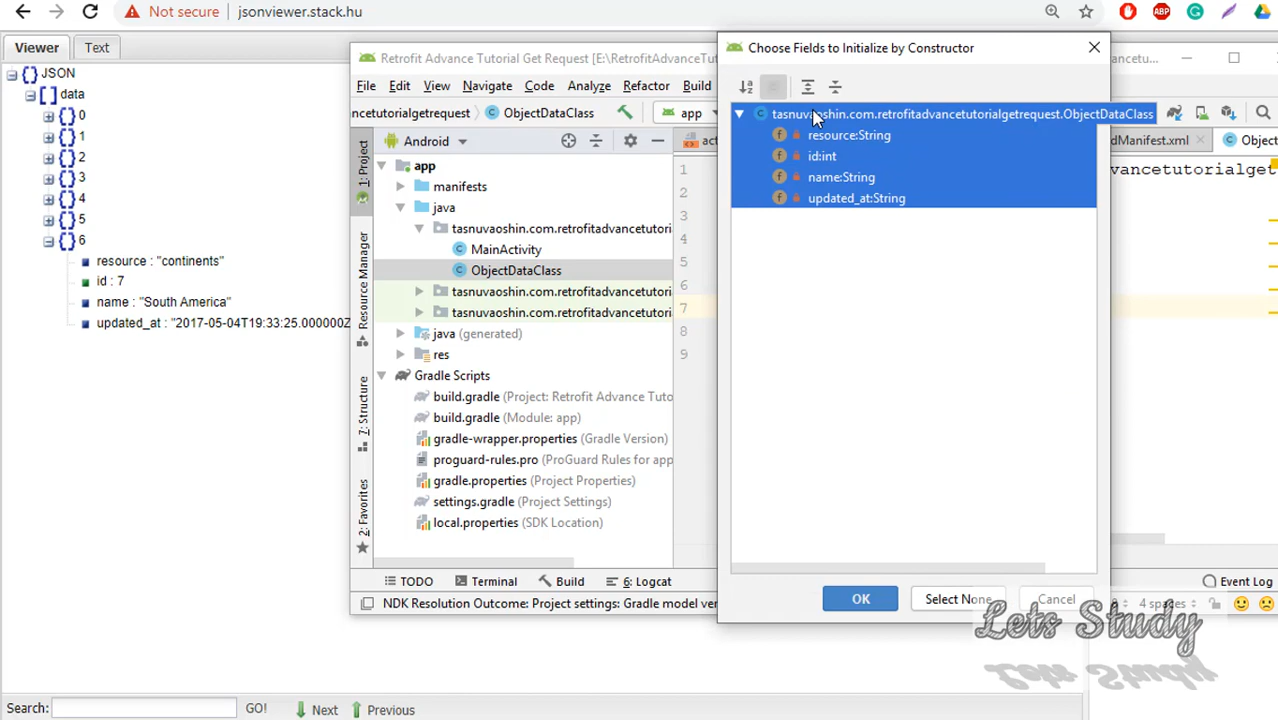 Not secure
jsonviewer.stack.hu
Viewer
Text
JSON
data
0
1
2
3
4
5
6
resource : "continents"
id : 7
name : "South America"
updated_at : "2017-05-04T19:33:25.000000Z
Search:
GO!
Next
Previous
Retrofit Advance Tutorial Get Request [E:\RetrofitAdvanceTu
File Edit View Navigate Code Analyze Refactor Build
ancetutorialgetrequest
ObjectDataClass
app
Android
act
1: Project
Resource Manager
7: Structure
2: Favorites
app
manifests
java
tasnuvaoshin.com.retrofitadvancetutori
MainActivity
ObjectDataClass
tasnuvaoshin.com.retrofitadvancetutori
tasnuvaoshin.com.retrofitadvancetutori
java (generated)
res
Gradle Scripts
build.gradle (Project: Retrofit Advance Tuto
build.gradle (Module: app)
gradle-wrapper.properties (Gradle Version)
proguard-rules.pro (ProGuard Rules for app
gradle.properties (Project Properties)
settings.gradle (Project Settings)
local.properties (SDK Location)
1
2
3
4
5
6
7
8
9
TODO
Terminal
Build
6: Logcat
NDK Resolution Outcome: Project settings: Gradle model ver
Choose Fields to Initialize by Constructor
tasnuvaoshin.com.retrofitadvancetutorialgetrequest.ObjectDataClass
resource:String
id:int
name:String
updated_at:String
OK
Select None
Cancel
dManifest.xml
Objec
vancetutorialget
Event Log
4 spaces
ABP
Lets Study